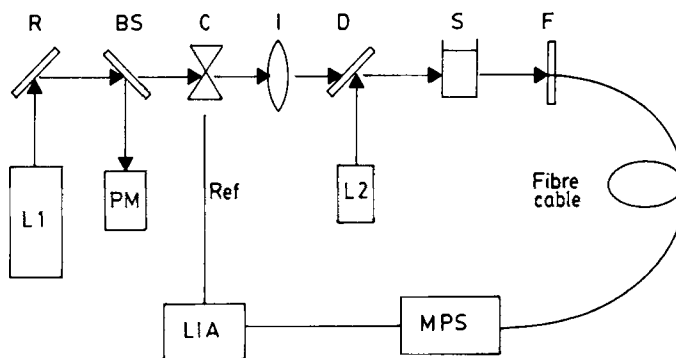 R BS C I D S F
L1
PM
Ref
L2
Fibre
cable
LIA
MPS